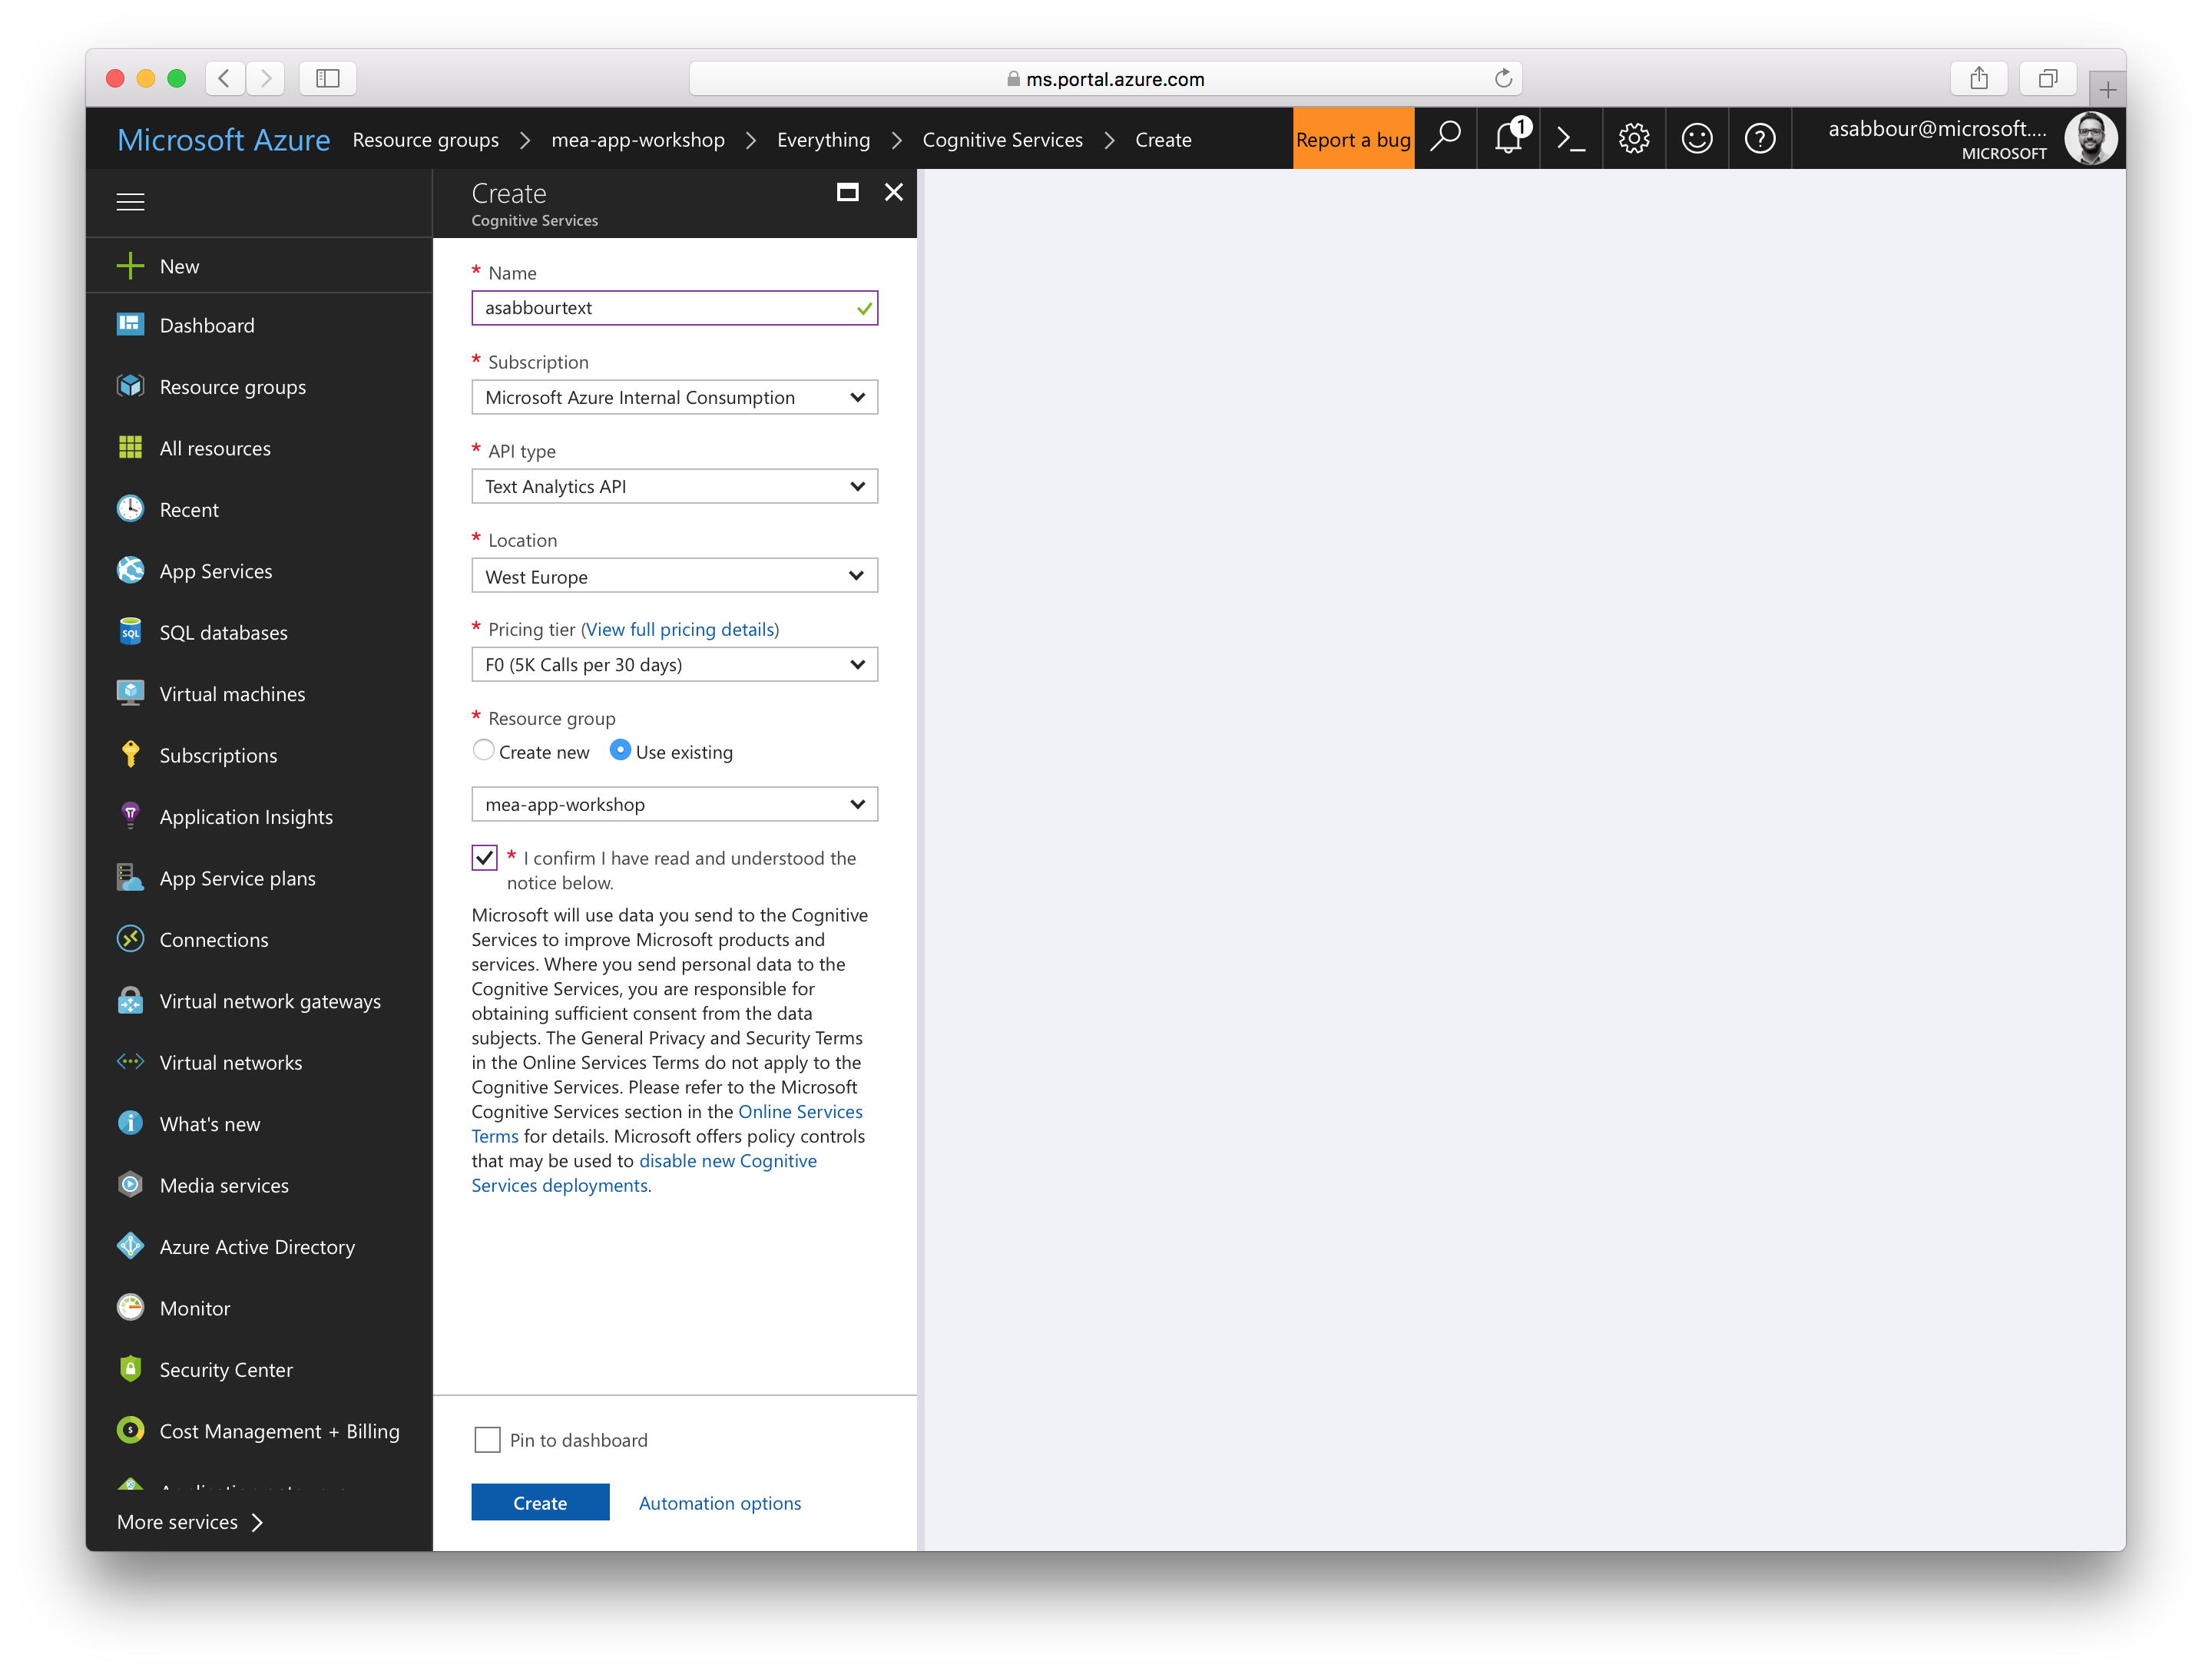 ms.portal.azure.com
Microsoft Azure Resource groups > mea-app-workshop > Everything > Cognitive Services > Create
Report a bug
1
asabbour@microsoft....
MICROSOFT
Create
Cognitive Services
New
Dashboard
Resource groups
All resources
Recent
App Services
SQL databases
Virtual machines
Subscriptions
Application Insights
App Service plans
Connections
Virtual network gateways
Virtual networks
What's new
Media services
Azure Active Directory
Monitor
Security Center
Cost Management + Billing
More services >
* Name
asabbourtext
* Subscription
Microsoft Azure Internal Consumption
* API type
Text Analytics API
* Location
West Europe
* Pricing tier (View full pricing details)
F0 (5K Calls per 30 days)
* Resource group
Create new Use existing
mea-app-workshop
* I confirm I have read and understood the
notice below.
Microsoft will use data you send to the Cognitive
Services to improve Microsoft products and
services. Where you send personal data to the
Cognitive Services, you are responsible for
obtaining sufficient consent from the data
subjects. The General Privacy and Security Terms
in the Online Services Terms do not apply to the
Cognitive Services. Please refer to the Microsoft
Cognitive Services section in the Online Services
Terms for details. Microsoft offers policy controls
that may be used to disable new Cognitive
Services deployments.
Pin to dashboard
Create Automation options